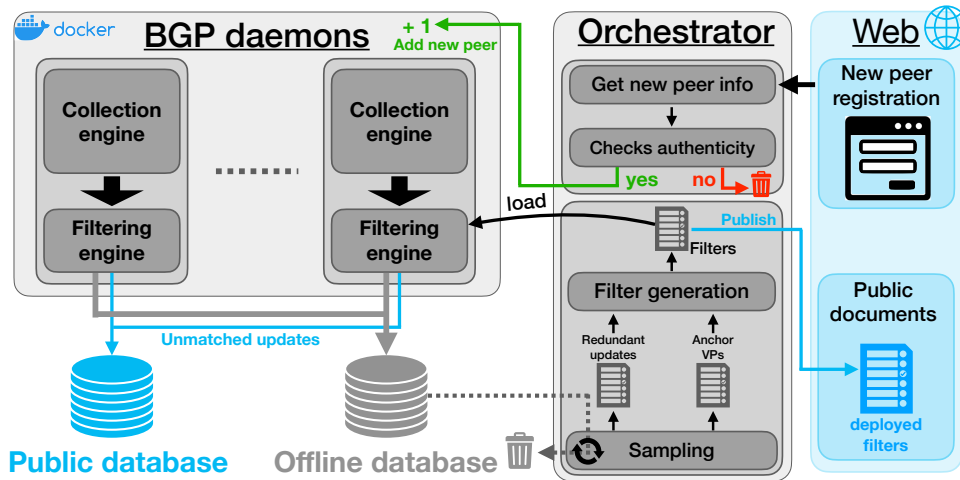 docker
BGP daemons
+ 1
Add new peer
Collection
engine
Filtering
engine
Collection
engine
Filtering
engine
Unmatched updates
Public database
Offline database
Orchestrator
Get new peer info
Checks authenticity
yes
no
load
Filters
Publish
Filter generation
Redundant
updates
Anchor
VPs
Sampling
Web
New peer
registration
Public
documents
deployed
filters